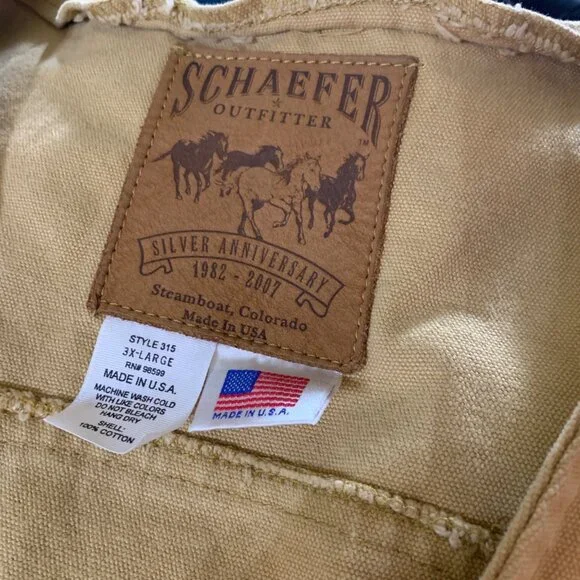 SCHAEFER
OUTFITTER
TM
SILVER ANNIVERSARY
1982 - 2007
Steamboat, Colorado
Made In USA
STYLE 315
3X-LARGE
RN# 98599
MADE IN U.S.A.
MACHINE WASH COLD
WITH LIKE COLORS
DO NOT BLEACH
HANG DRY
SHELL:
100% COTTON
MADE IN U.S.A.